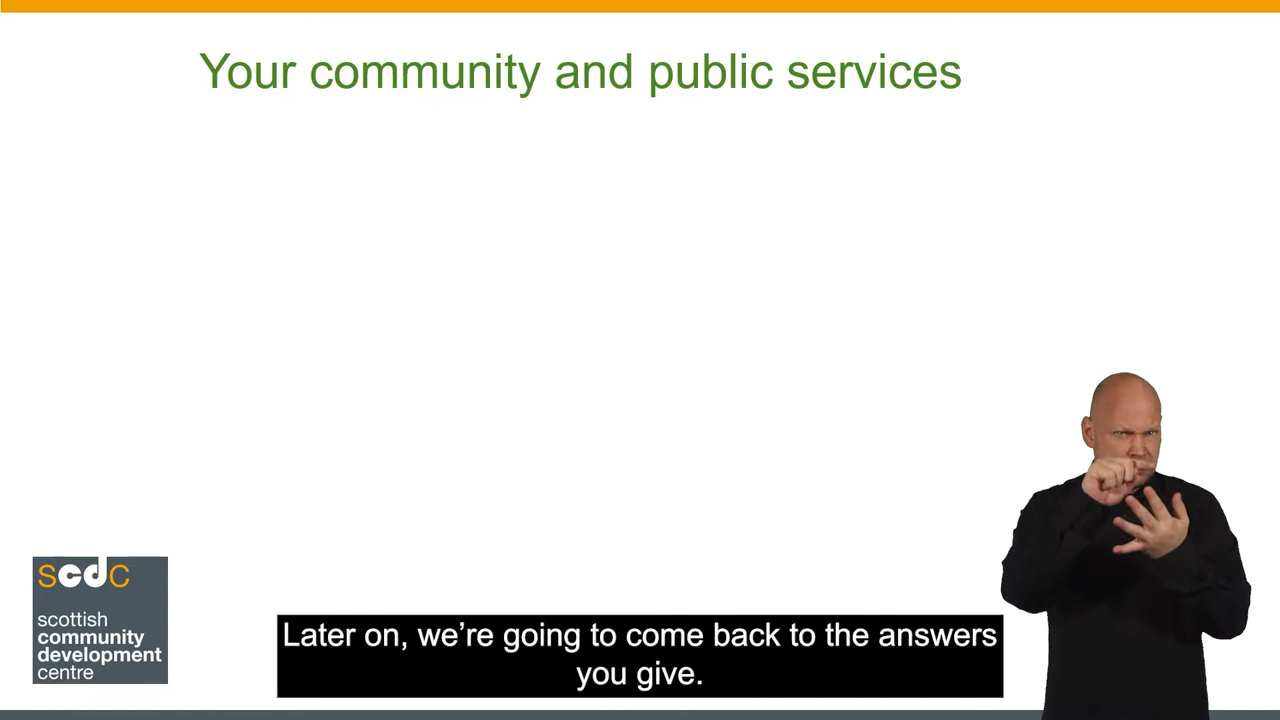 Your community and public services
scdc
scottish
community
development
centre
Later on, we’re going to come back to the answers
you give.